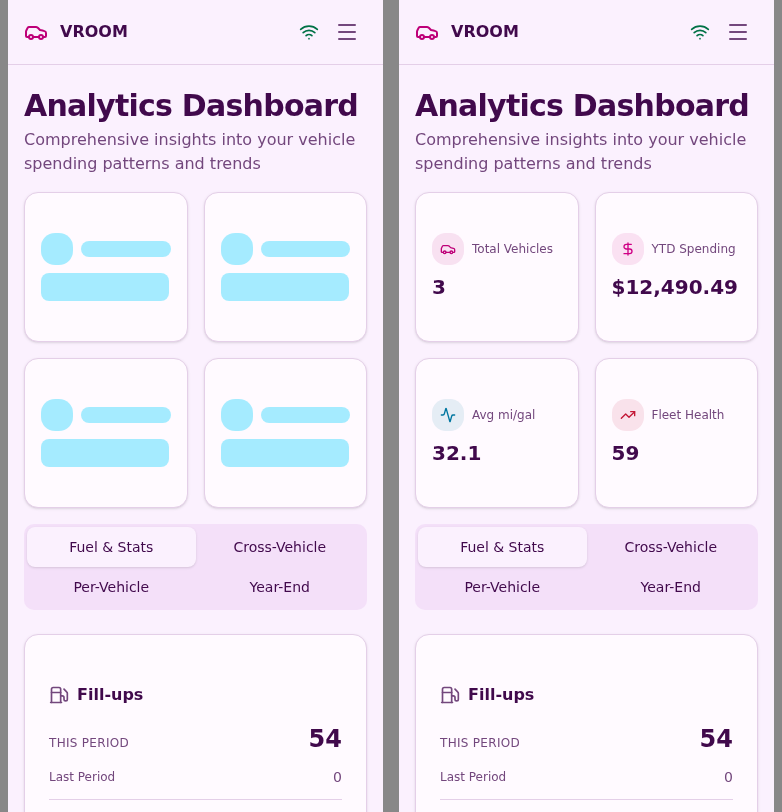 VROOM
Analytics Dashboard
Comprehensive insights into your vehicle
spending patterns and trends
Fuel & Stats
Cross-Vehicle
Per-Vehicle
Year-End
Fill-ups
THIS PERIOD
54
Last Period
0
VROOM
Analytics Dashboard
Comprehensive insights into your vehicle
spending patterns and trends
Total Vehicles
3
YTD Spending
$12,490.49
Avg mi/gal
32.1
Fleet Health
59
Fuel & Stats
Cross-Vehicle
Per-Vehicle
Year-End
Fill-ups
THIS PERIOD
54
Last Period
0